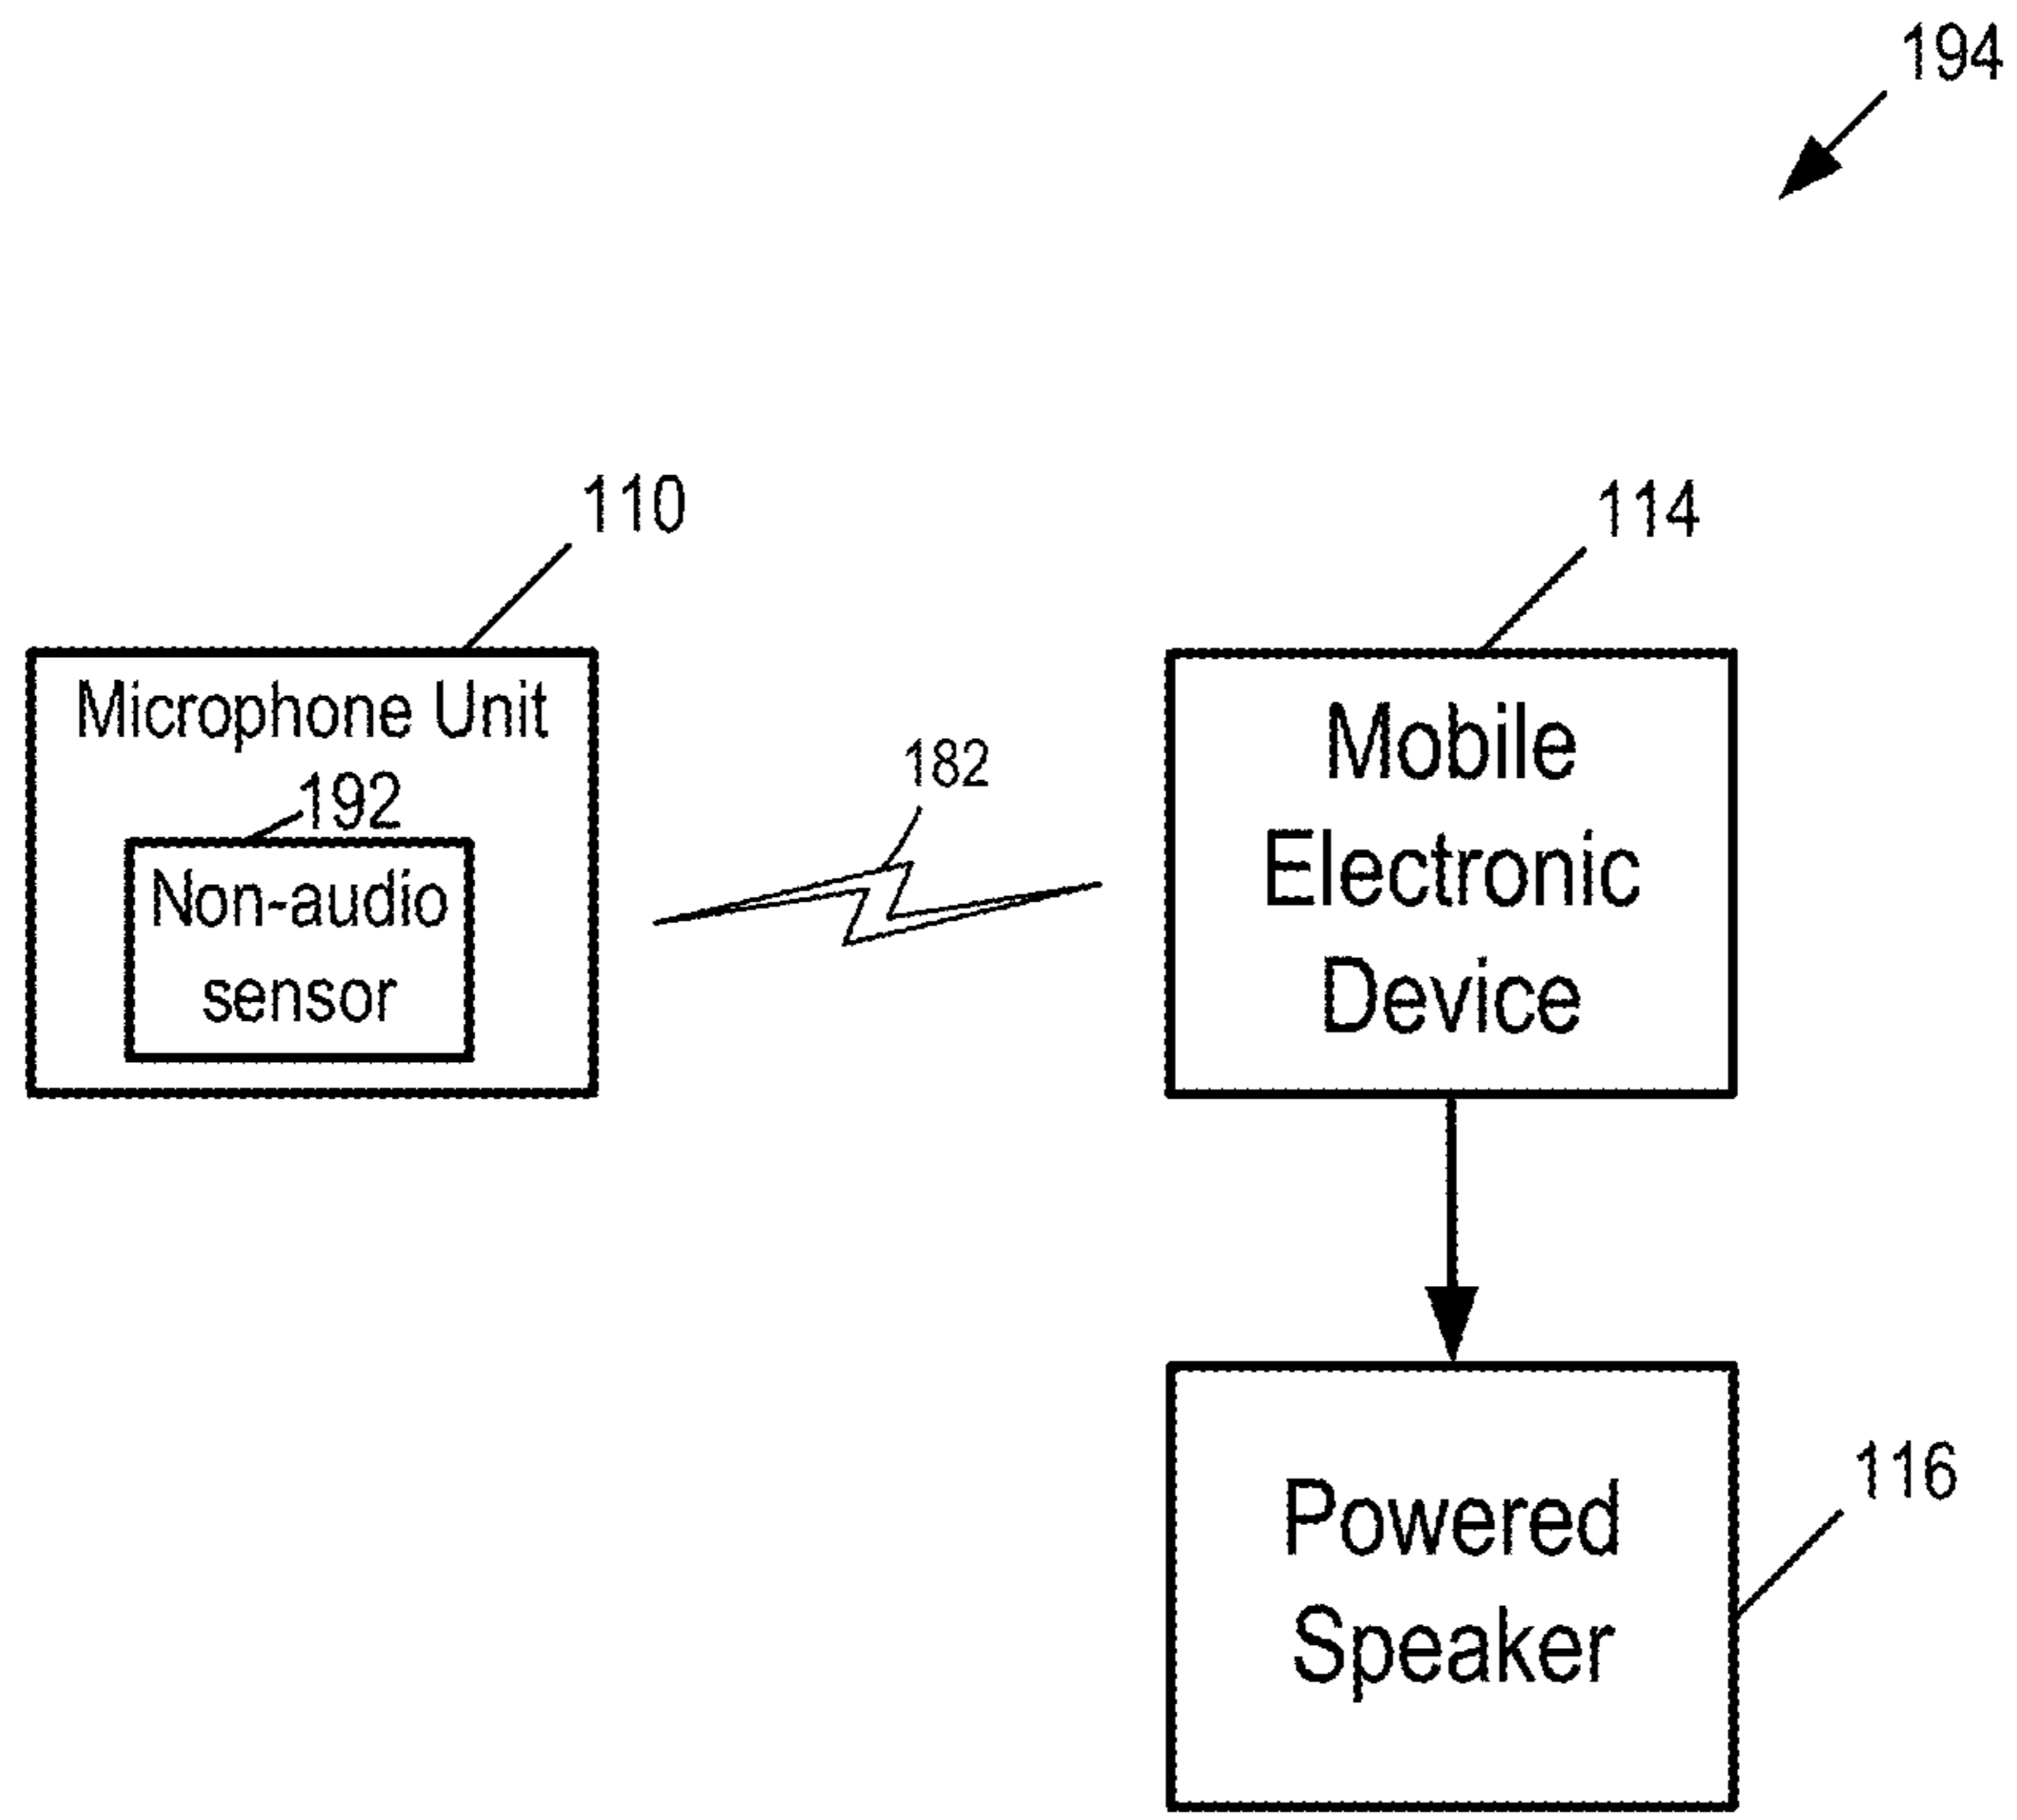 194
110
114
Microphone Unit
192
Non-audio
sensor
182
Mobile
Electronic
Device
116
Powered
Speaker